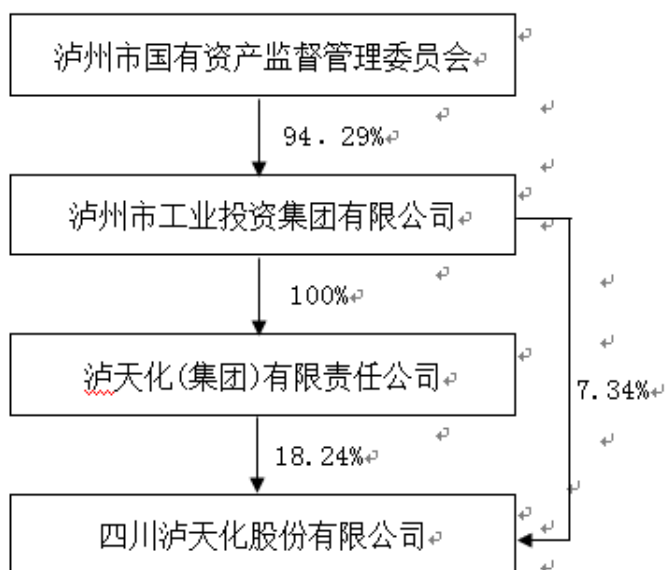 泸州市国有资产监督管理委员会
94．29%
泸州市工业投资集团有限公司
100%
泸天化(集团)有限责任公司
7.34%
18.24%
四川泸天化股份有限公司